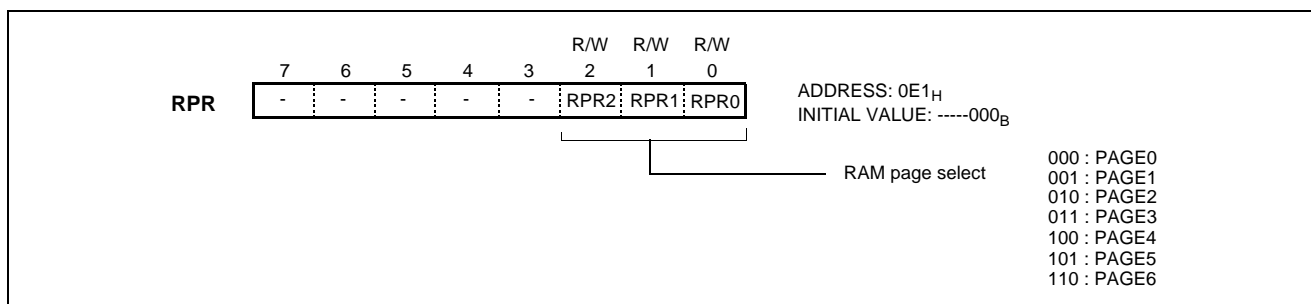 R/W R/W R/W
7 6 5 4 3 2 1 0
RPR - - - - - RPR2 RPR1 RPR0
ADDRESS: 0E1H
INITIAL VALUE: -----000B
RAM page select
000 : PAGE0
001 : PAGE1
010 : PAGE2
011 : PAGE3
100 : PAGE4
101 : PAGE5
110 : PAGE6